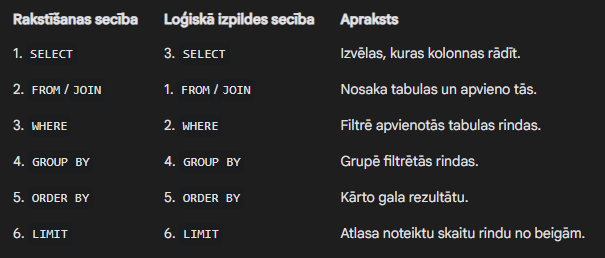 Rakstīšanas secība Loģiskā izpildes secība Apraksts
1. SELECT 3. SELECT Izvēlas, kuras kolonnas rādīt.
2. FROM / JOIN 1. FROM / JOIN Nosaka tabulas un apvieno tās.
3. WHERE 2. WHERE Filtrē apvienotās tabulas rindas.
4. GROUP BY 4. GROUP BY Grupē filtrētās rindas.
5. ORDER BY 5. ORDER BY Kārto gala rezultātu.
6. LIMIT 6. LIMIT Atlasa noteiktu skaitu rindu no beigām.